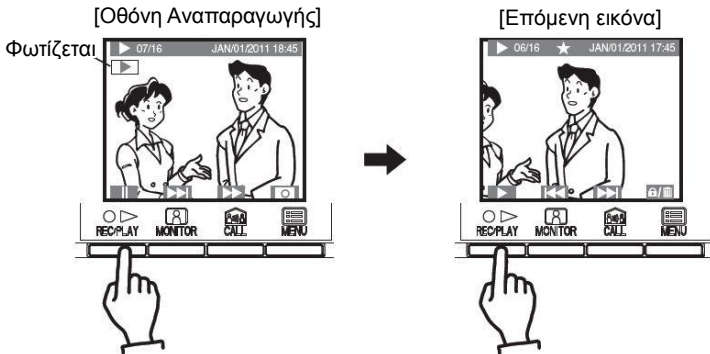 [Οθόνη Αναπαραγωγής]
Φωτίζεται
07/16 JAN/01/2011 18:45
REC/PLAY MONITOR CALL MENU
[Επόμενη εικόνα]
06/16 ★ JAN/01/2011 17:45
REC/PLAY MONITOR CALL MENU